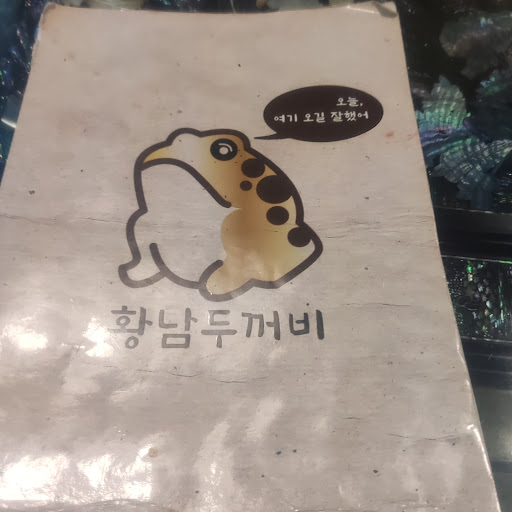 오늘,
여기 오길 잘했어
황남두꺼비